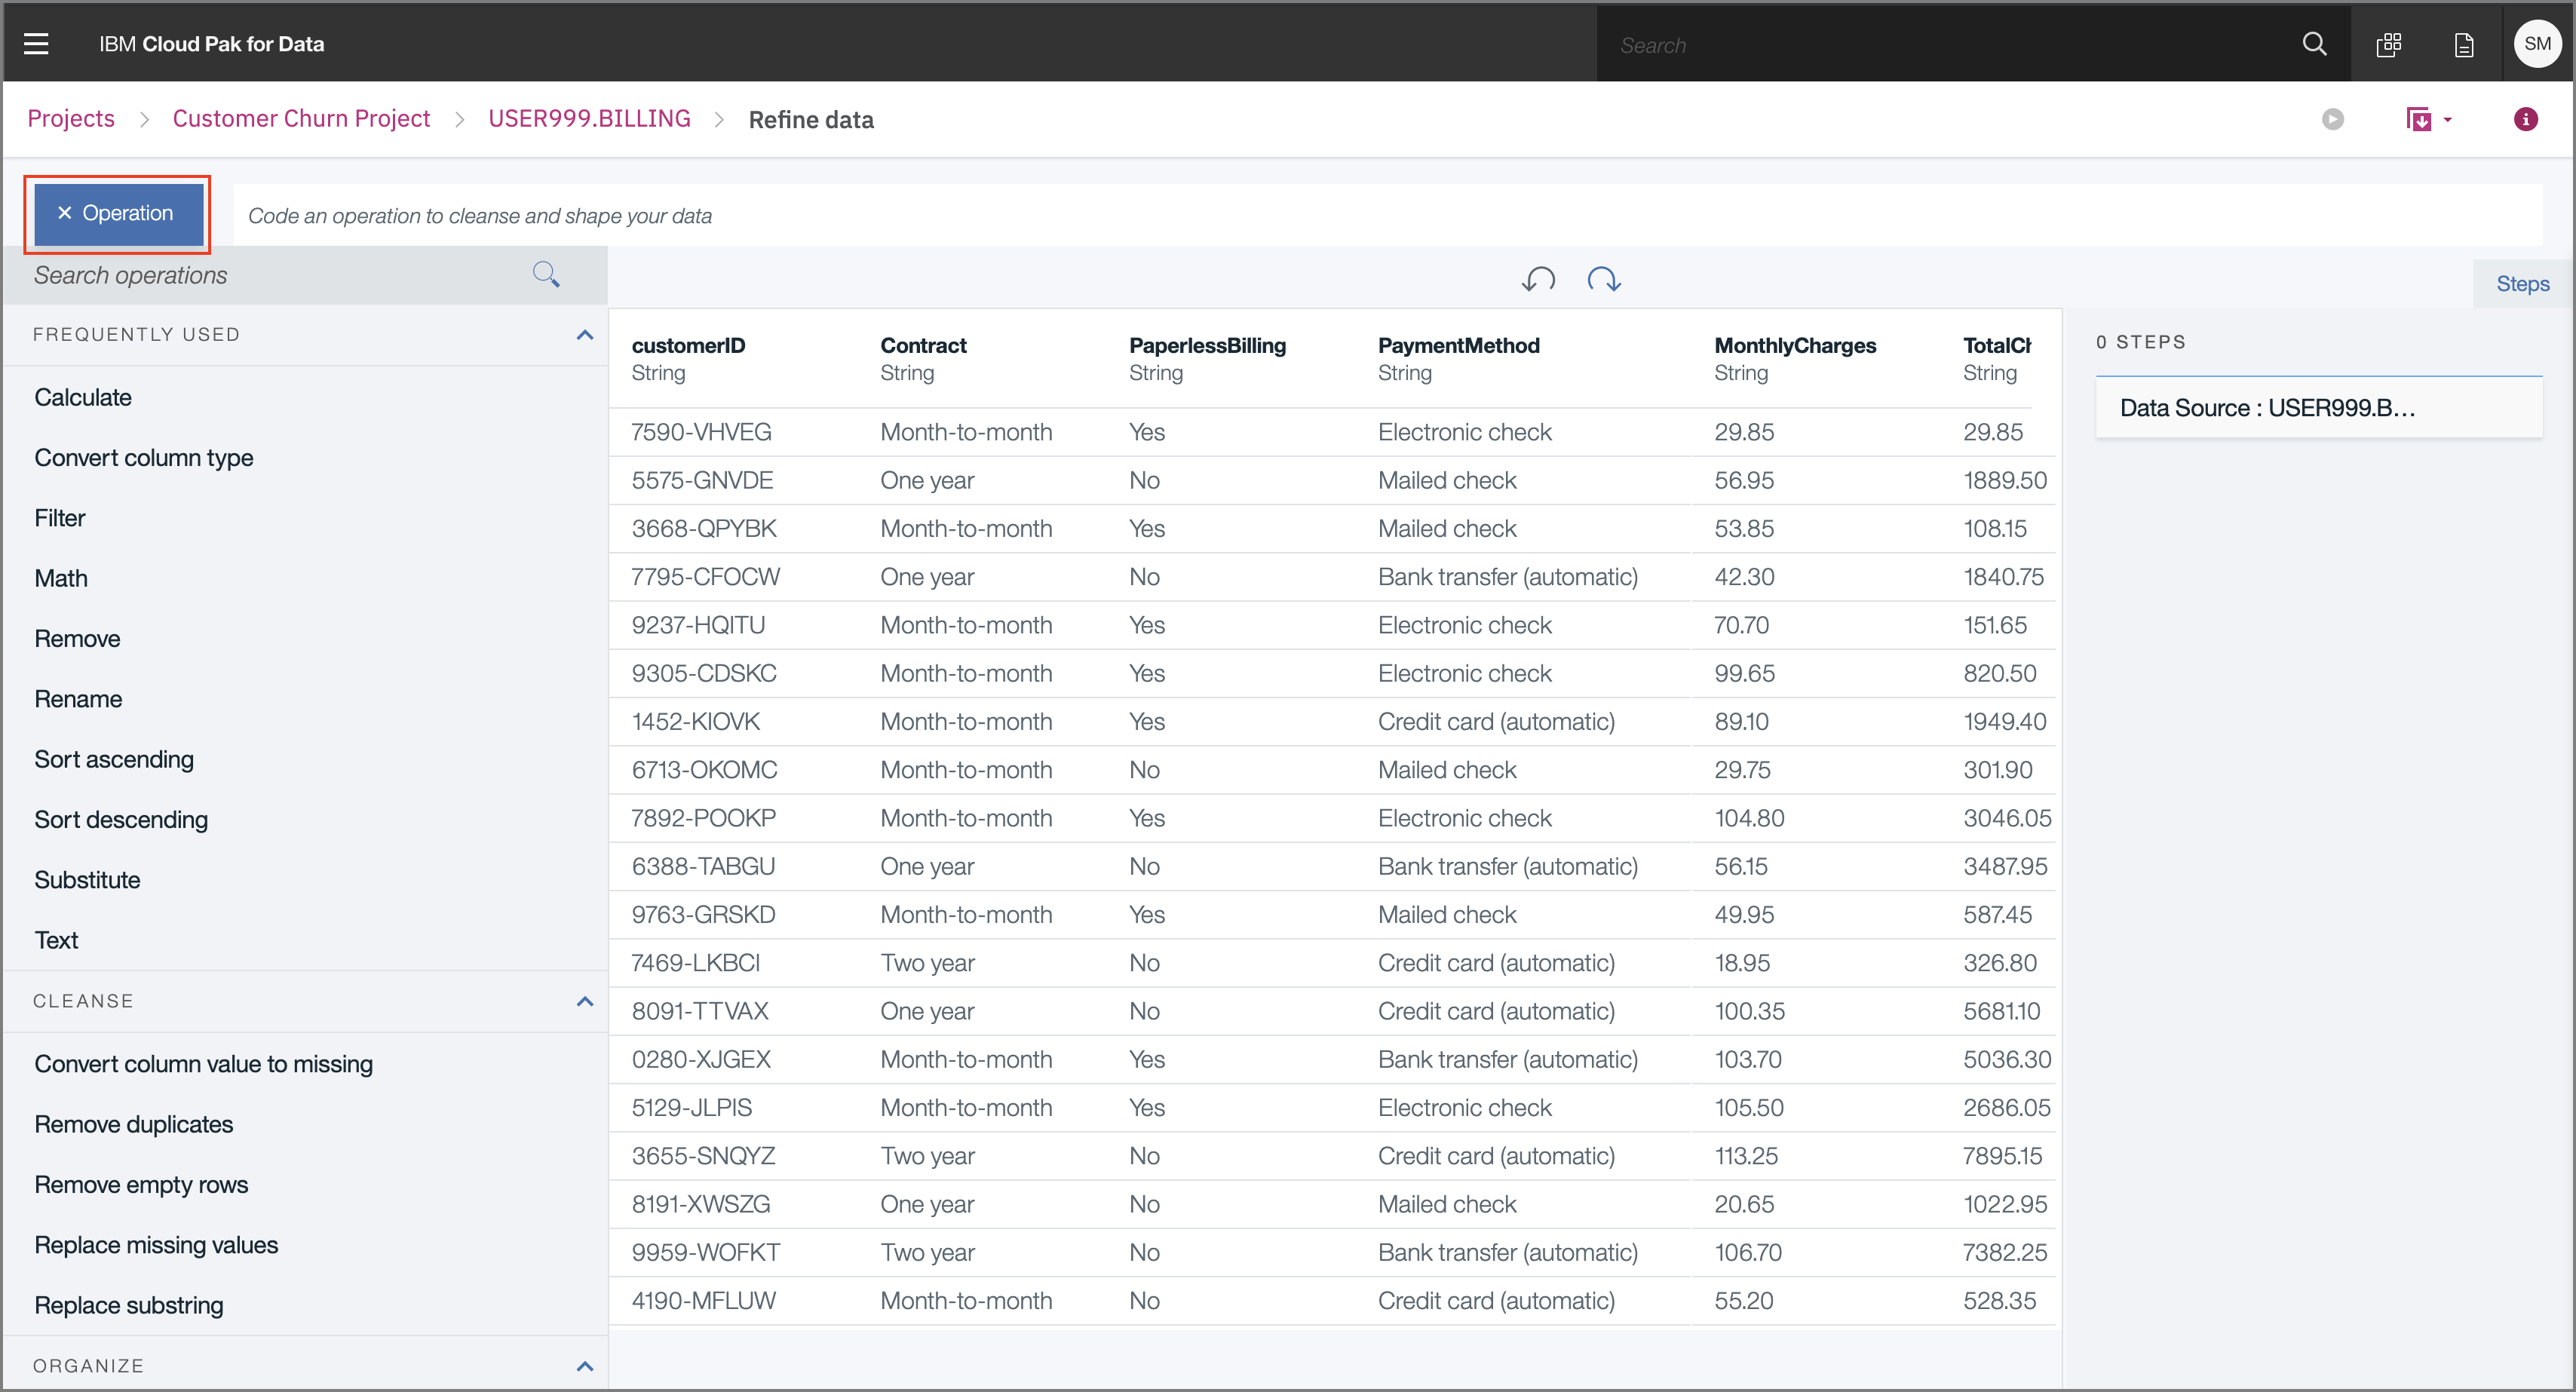 IBM Cloud Pak for Data
Search
SM
Projects > Customer Churn Project > USER999.BILLING > Refine data
× Operation
Code an operation to cleanse and shape your data
Search operations
Steps
FREQUENTLY USED
Calculate
Convert column type
Filter
Math
Remove
Rename
Sort ascending
Sort descending
Substitute
Text
CLEANSE
Convert column value to missing
Remove duplicates
Remove empty rows
Replace missing values
Replace substring
ORGANIZE
customerID Contract PaperlessBilling PaymentMethod MonthlyCharges TotalCh
String String String String String String
7590-VHVEG Month-to-month Yes Electronic check 29.85 29.85
5575-GNVDE One year No Mailed check 56.95 1889.50
3668-QPYBK Month-to-month Yes Mailed check 53.85 108.15
7795-CFOCW One year No Bank transfer (automatic) 42.30 1840.75
9237-HQITU Month-to-month Yes Electronic check 70.70 151.65
9305-CDSKC Month-to-month Yes Electronic check 99.65 820.50
1452-KIOVK Month-to-month Yes Credit card (automatic) 89.10 1949.40
6713-OKOMC Month-to-month No Mailed check 29.75 301.90
7892-POOKP Month-to-month Yes Electronic check 104.80 3046.05
6388-TABGU One year No Bank transfer (automatic) 56.15 3487.95
9763-GRSKD Month-to-month Yes Mailed check 49.95 587.45
7469-LKBCI Two year No Credit card (automatic) 18.95 326.80
8091-TTVAX One year No Credit card (automatic) 100.35 5681.10
0280-XJGEX Month-to-month Yes Bank transfer (automatic) 103.70 5036.30
5129-JLPIS Month-to-month Yes Electronic check 105.50 2686.05
3655-SNQYZ Two year No Credit card (automatic) 113.25 7895.15
8191-XWSZG One year No Mailed check 20.65 1022.95
9959-WOFKT Two year No Bank transfer (automatic) 106.70 7382.25
4190-MFLUW Month-to-month No Credit card (automatic) 55.20 528.35
0 STEPS
Data Source : USER999.B...